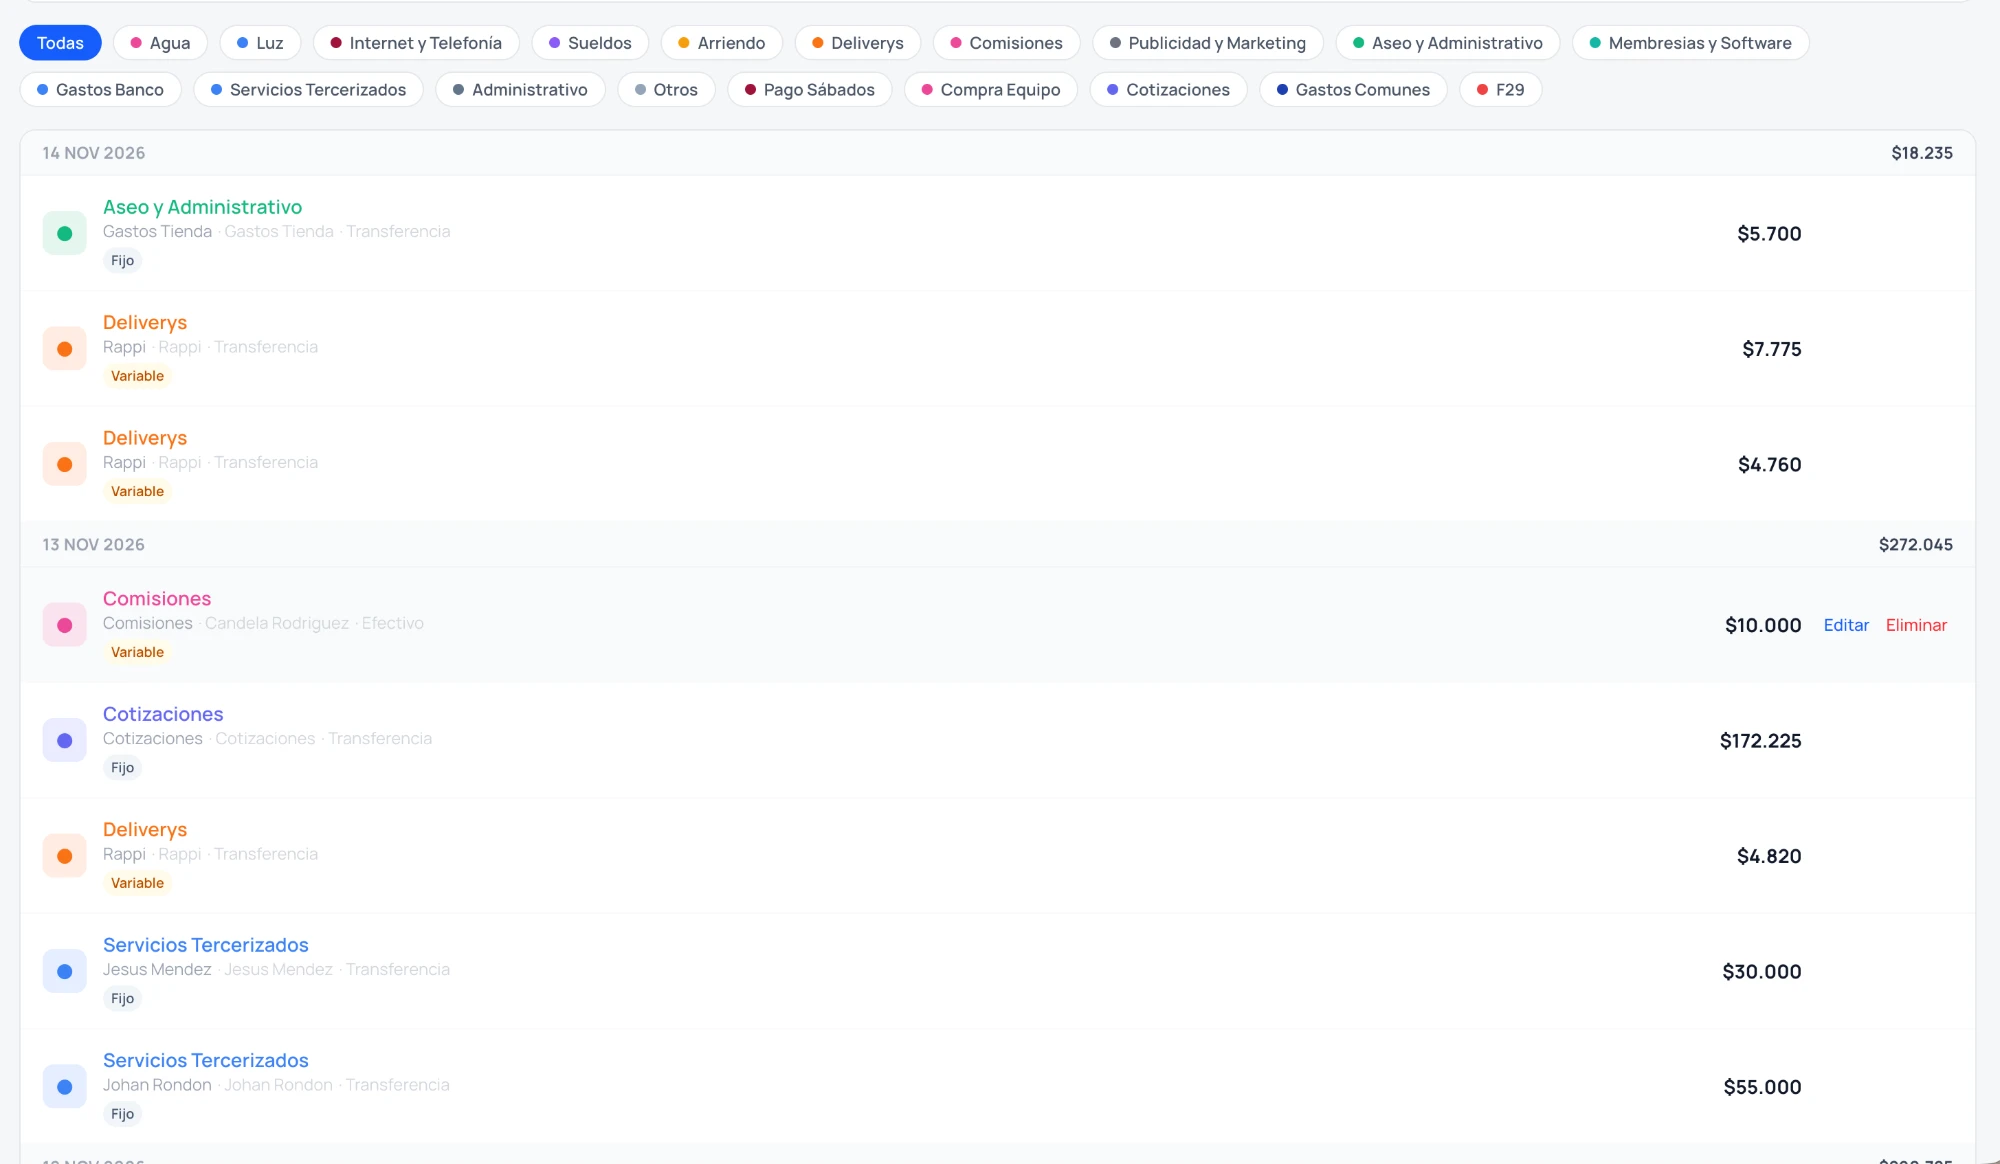 Todas Agua Luz Internet y Telefonía Sueldos Arriendo Deliverys Comisiones Publicidad y Marketing Aseo y Administrativo Membresias y Software
Gastos Banco Servicios Tercerizados Administrativo Otros Pago Sábados Compra Equipo Cotizaciones Gastos Comunes F29
14 NOV 2026 $18.235
Aseo y Administrativo
Gastos Tienda · Gastos Tienda · Transferencia
$5.700
Fijo
Deliverys
Rappi · Rappi · Transferencia
$7.775
Variable
Deliverys
Rappi · Rappi · Transferencia
$4.760
Variable
13 NOV 2026 $272.045
Comisiones
Comisiones · Candela Rodriguez · Efectivo
$10.000 Editar Eliminar
Variable
Cotizaciones
Cotizaciones · Cotizaciones · Transferencia
$172.225
Fijo
Deliverys
Rappi · Rappi · Transferencia
$4.820
Variable
Servicios Tercerizados
Jesus Mendez · Jesus Mendez · Transferencia
$30.000
Fijo
Servicios Tercerizados
Johan Rondon · Johan Rondon · Transferencia
$55.000
Fijo